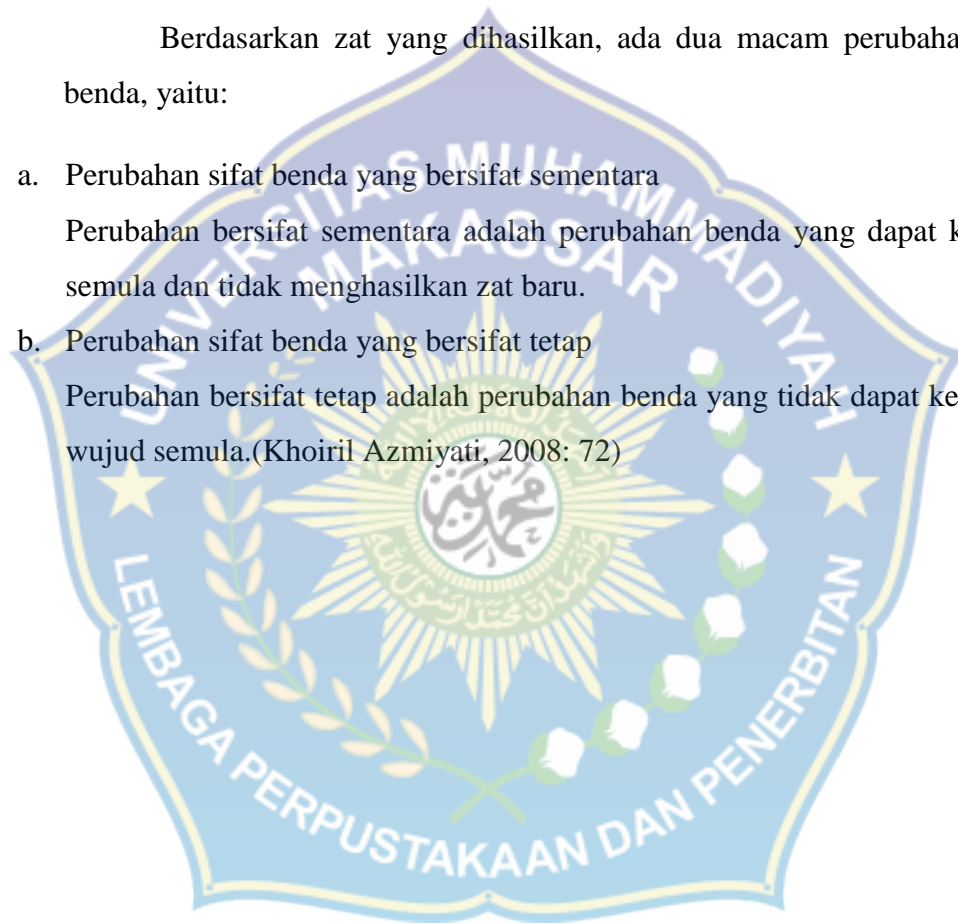 Berdasarkan zat yang dihasilkan, ada dua macam
benda, yaitu:
a. Perubahan sifat benda yang bersifat sementara
Perubahan bersifat sementara adalah perubahan benda yang dapat
semula dan tidak menghasilkan zat baru.
b. Perubahan sifat benda yang bersifat tetap
Perubahan bersifat tetap adalah perubahan benda yang tidak dapat
wujud semula.(Khoiril Azmiyati, 2008: 72)
UNIVERSITAS MUHAMMADIYAH
MAKASSAR
محمد
LEMBAGA PERPUSTAKAAN DAN PENERBITAN